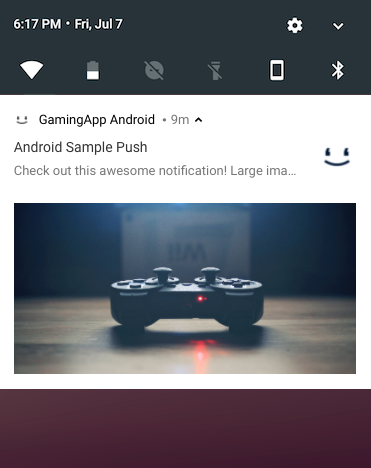 6:17 PM • Fri, Jul 7
GamingApp Android • 9m
Android Sample Push
Check out this awesome notification! Large ima…
Wii